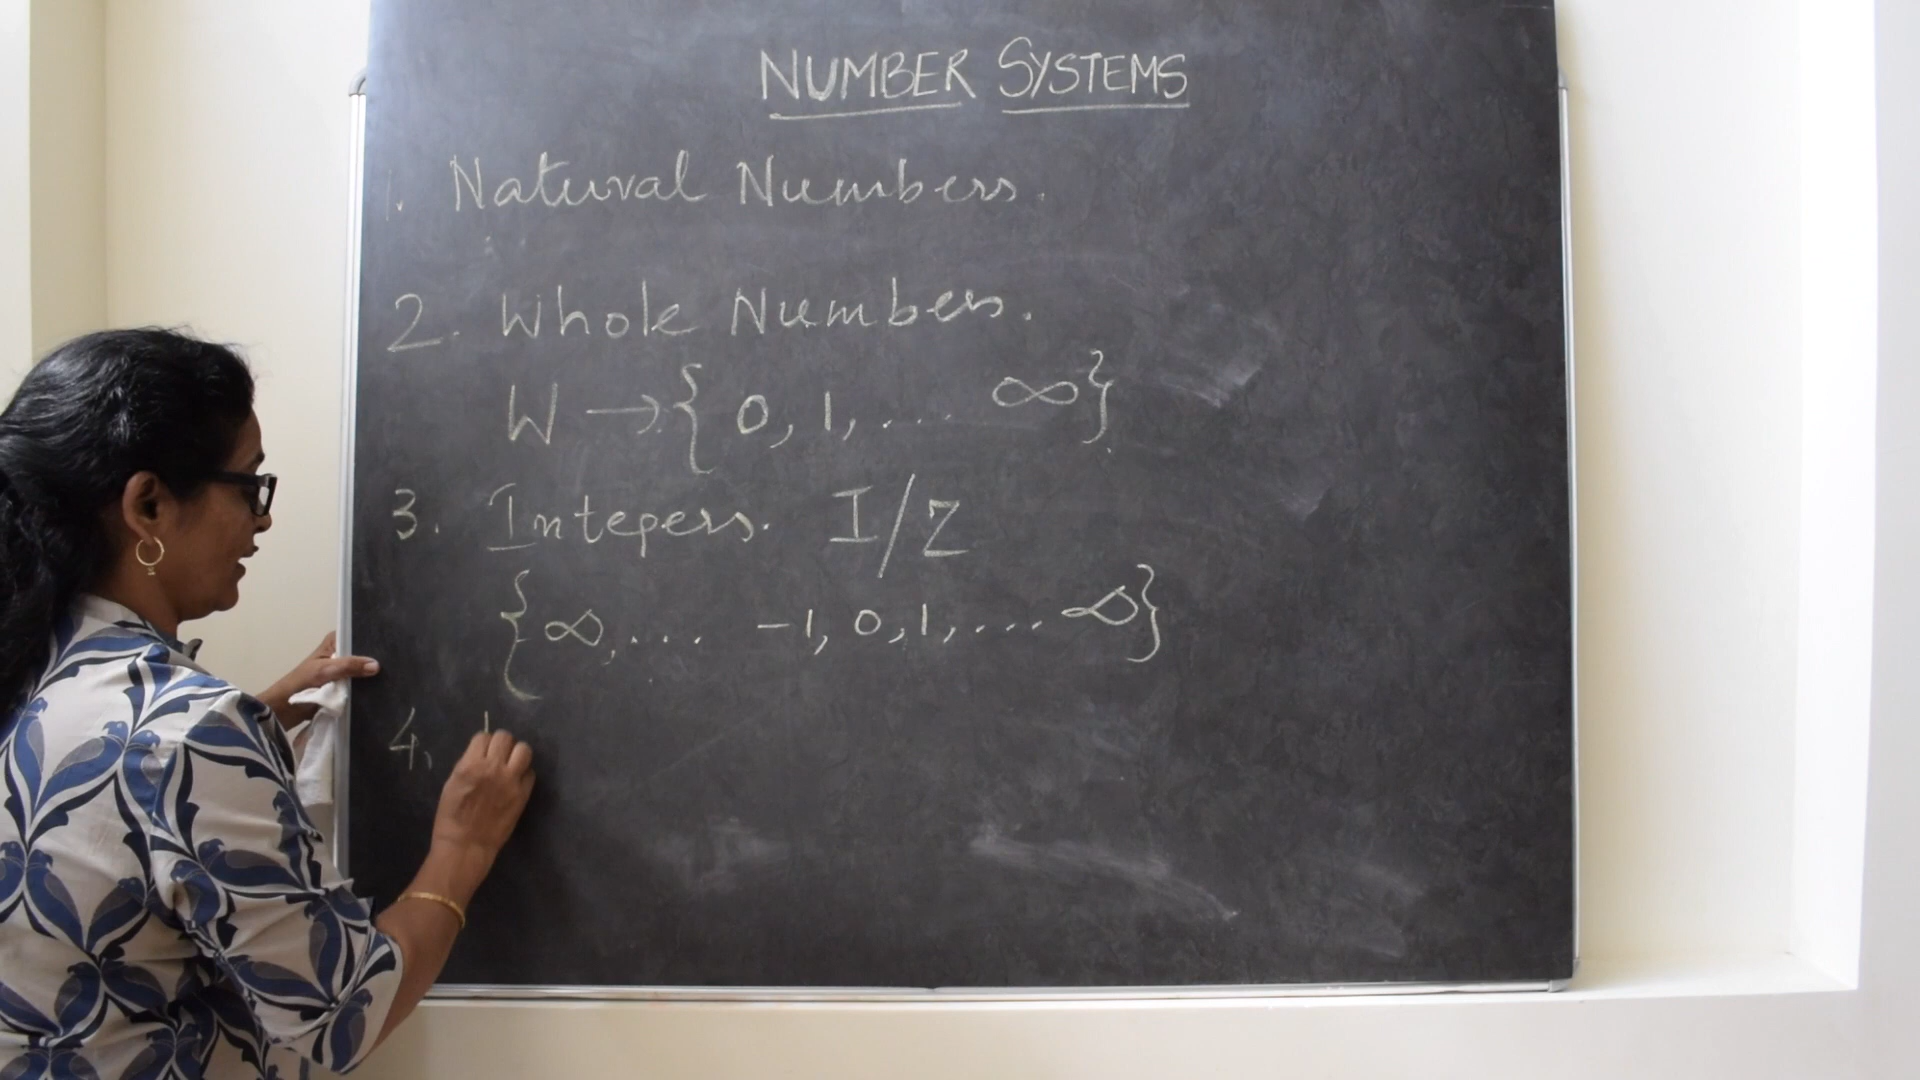 NUMBER SYSTEMS
1. Natural Numbers.
2. Whole Numbers.
W → { 0, 1, ... ∞ }
3. Integers. I/Z
{ ∞, ... -1, 0, 1, ... ∞ }
4.